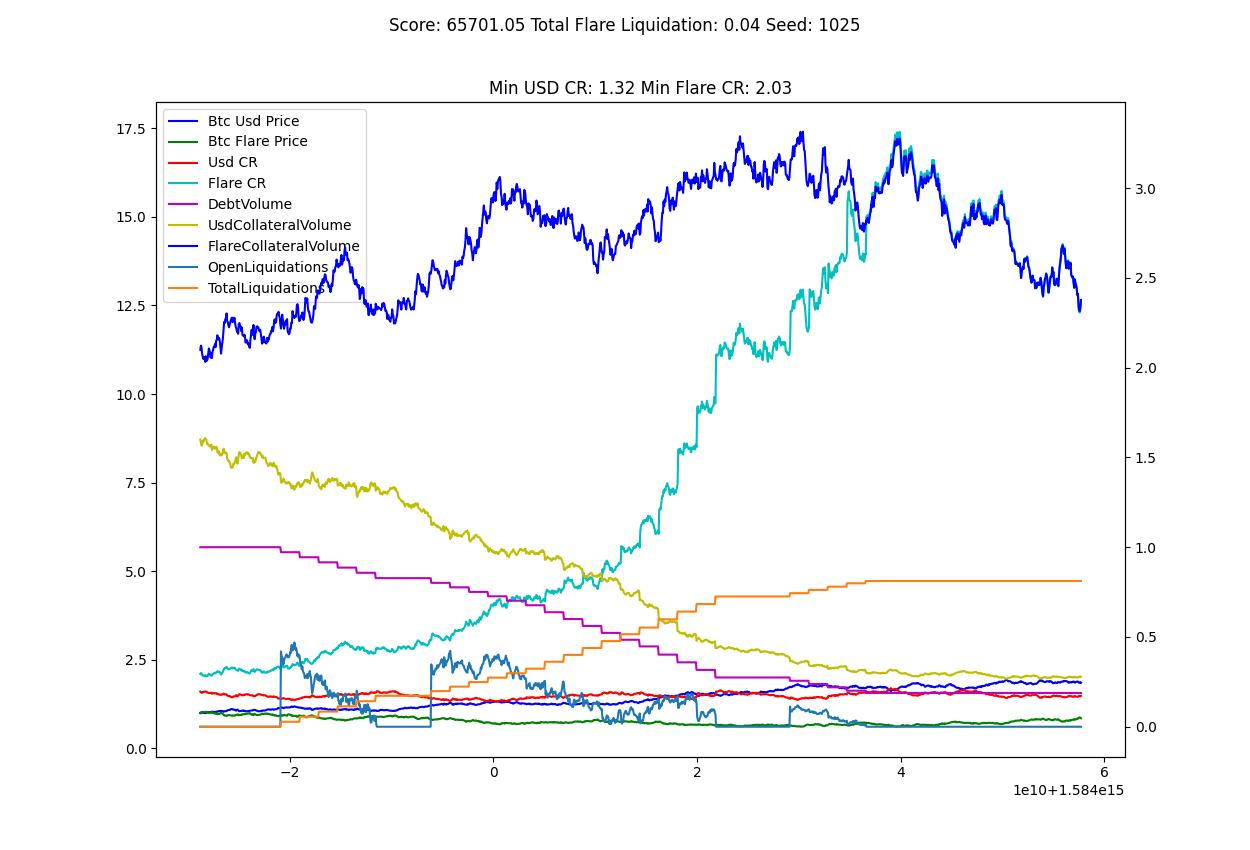 Score: 65701.05 Total Flare Liquidation: 0.04 Seed: 1025
Min USD CR: 1.32 Min Flare CR: 2.03
Btc Usd Price
Btc Flare Price
Usd CR
Flare CR
DebtVolume
UsdCollateralVolume
FlareCollateralVolume
OpenLiquidations
TotalLiquidations
17.5
15.0
12.5
10.0
7.5
5.0
2.5
0.0
3.0
2.5
2.0
1.5
1.0
0.5
0.0
−2
0
2
4
6
1e10+1.584e15